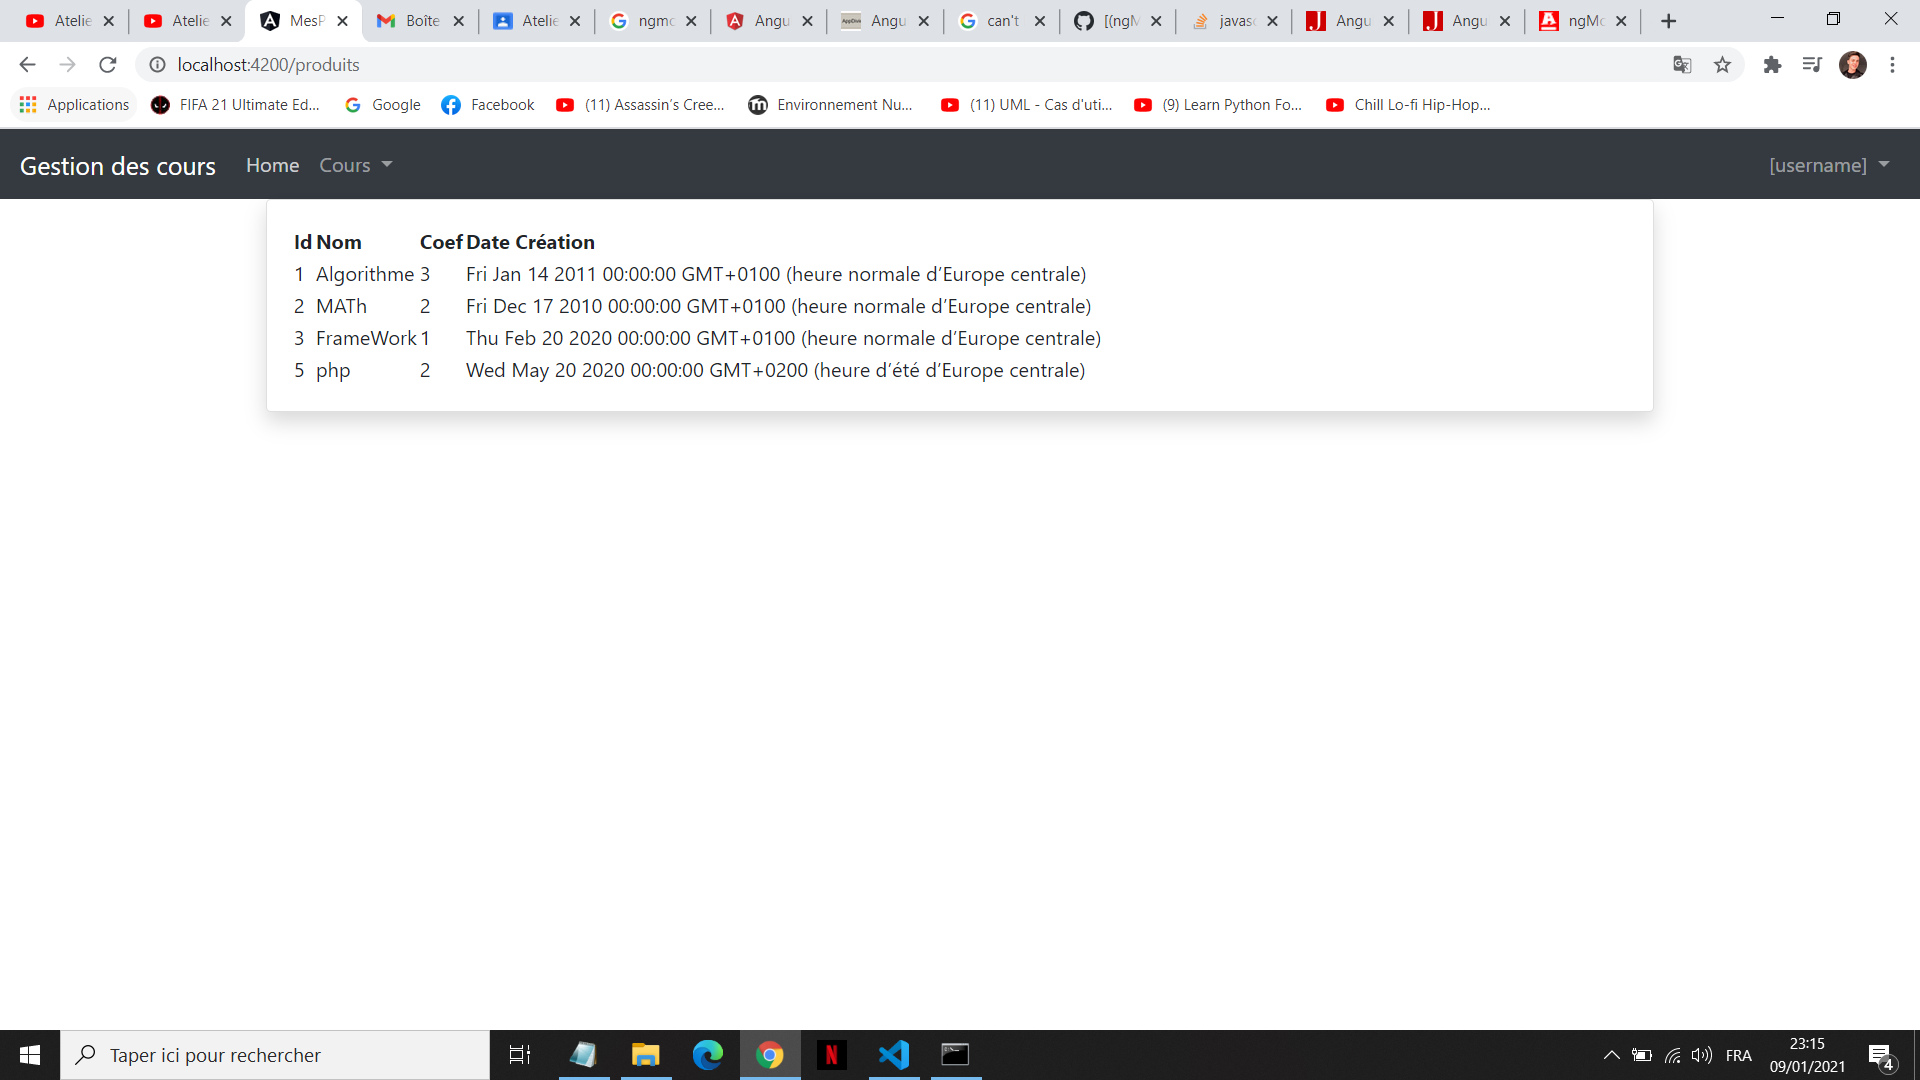 Atelie Atelie MesP Boîte Atelie ngmo Angu Angu can't [(ngM javasc Angu Angu ngMo
localhost:4200/produits
Applications FIFA 21 Ultimate Ed... Google Facebook (11) Assassin's Cree... Environnement Nu... (11) UML - Cas d'uti... (9) Learn Python Fo... Chill Lo-fi Hip-Hop...
Gestion des cours Home Cours [username]
Id Nom Coef Date Création
1 Algorithme 3 Fri Jan 14 2011 00:00:00 GMT+0100 (heure normale d’Europe centrale)
2 MATh 2 Fri Dec 17 2010 00:00:00 GMT+0100 (heure normale d’Europe centrale)
3 FrameWork 1 Thu Feb 20 2020 00:00:00 GMT+0100 (heure normale d’Europe centrale)
5 php 2 Wed May 20 2020 00:00:00 GMT+0200 (heure d’été d’Europe centrale)
Taper ici pour rechercher
FRA
23:15
09/01/2021
4